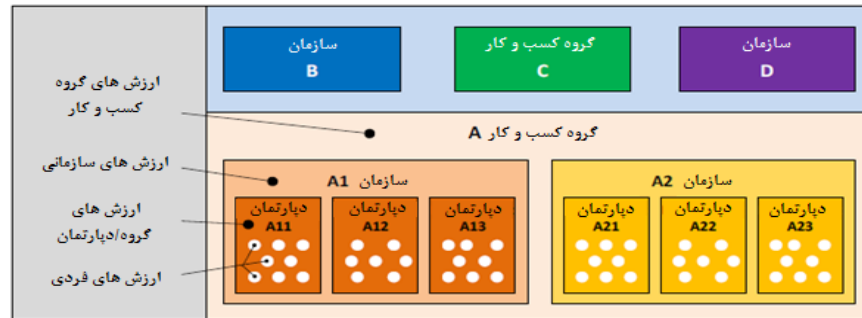 سازمان
B
گروه کسب و کار
C
سازمان
D
ارزش های گروه
کسب و کار
گروه کسب و کار A
ارزش های سازمانی
سازمان A1
سازمان A2
ارزش های
گروه/دپارتمان
دپارتمان
A11
دپارتمان
A12
دپارتمان
A13
دپارتمان
A21
دپارتمان
A22
دپارتمان
A23
ارزش های فردی